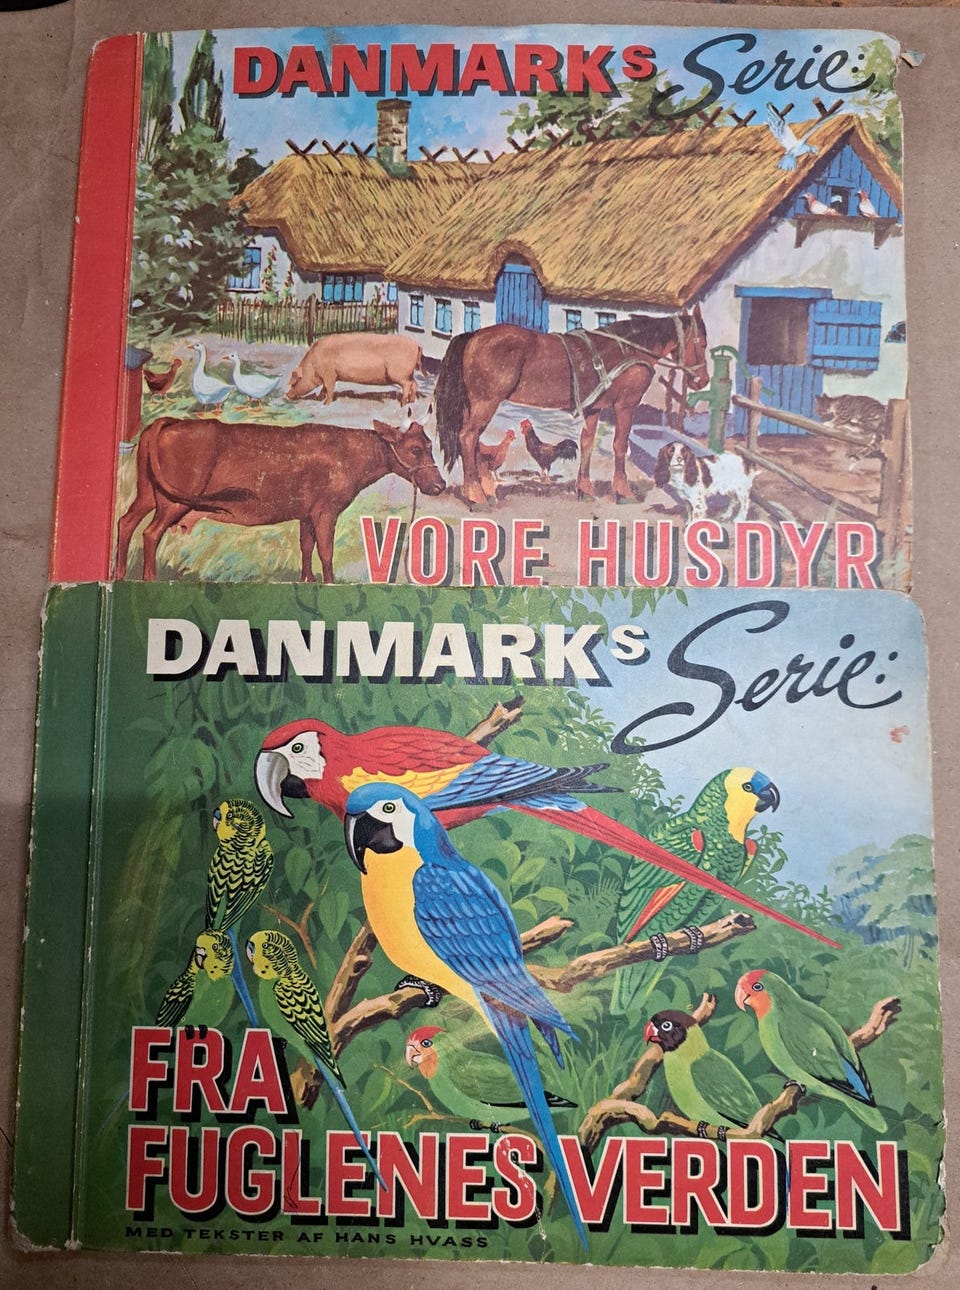 DANMARKs Serie:
VORE HUSDYR
DANMARKs Serie:
FRA
FUGLENES VERDEN
MED TEKSTER AF HANS HVASS